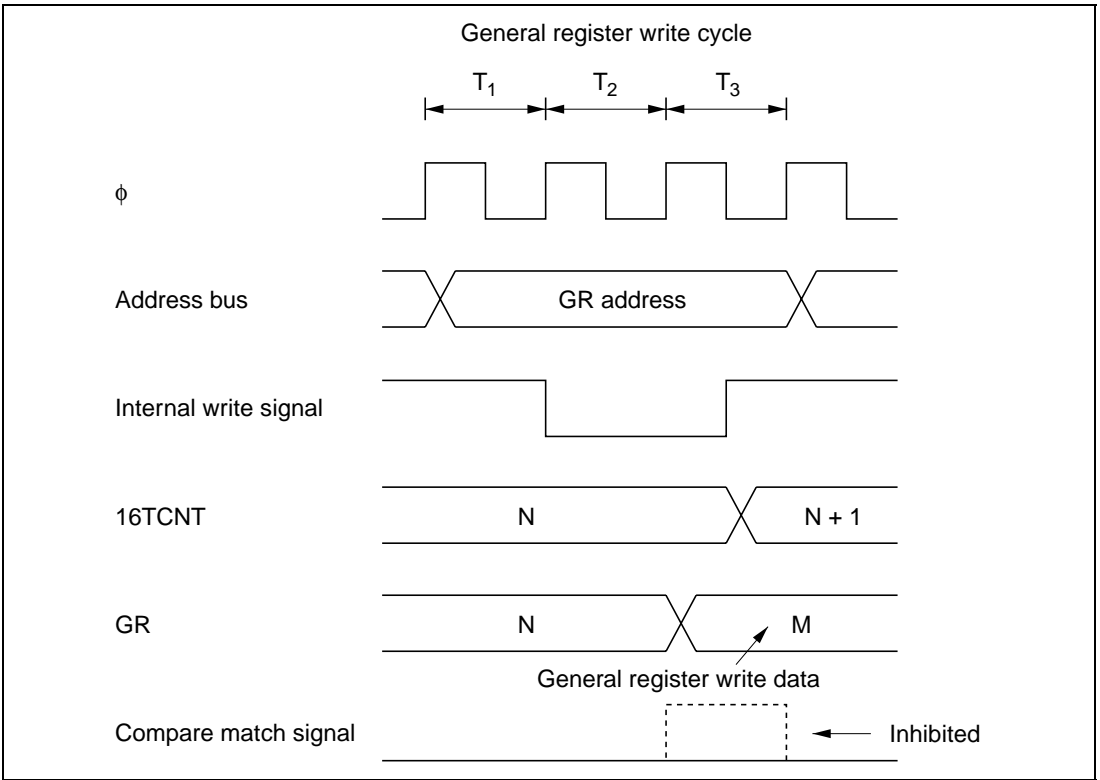 General register write cycle
T1 T2 T3
φ
Address bus GR address
Internal write signal
16TCNT N N + 1
GR N M
General register write data
Compare match signal Inhibited